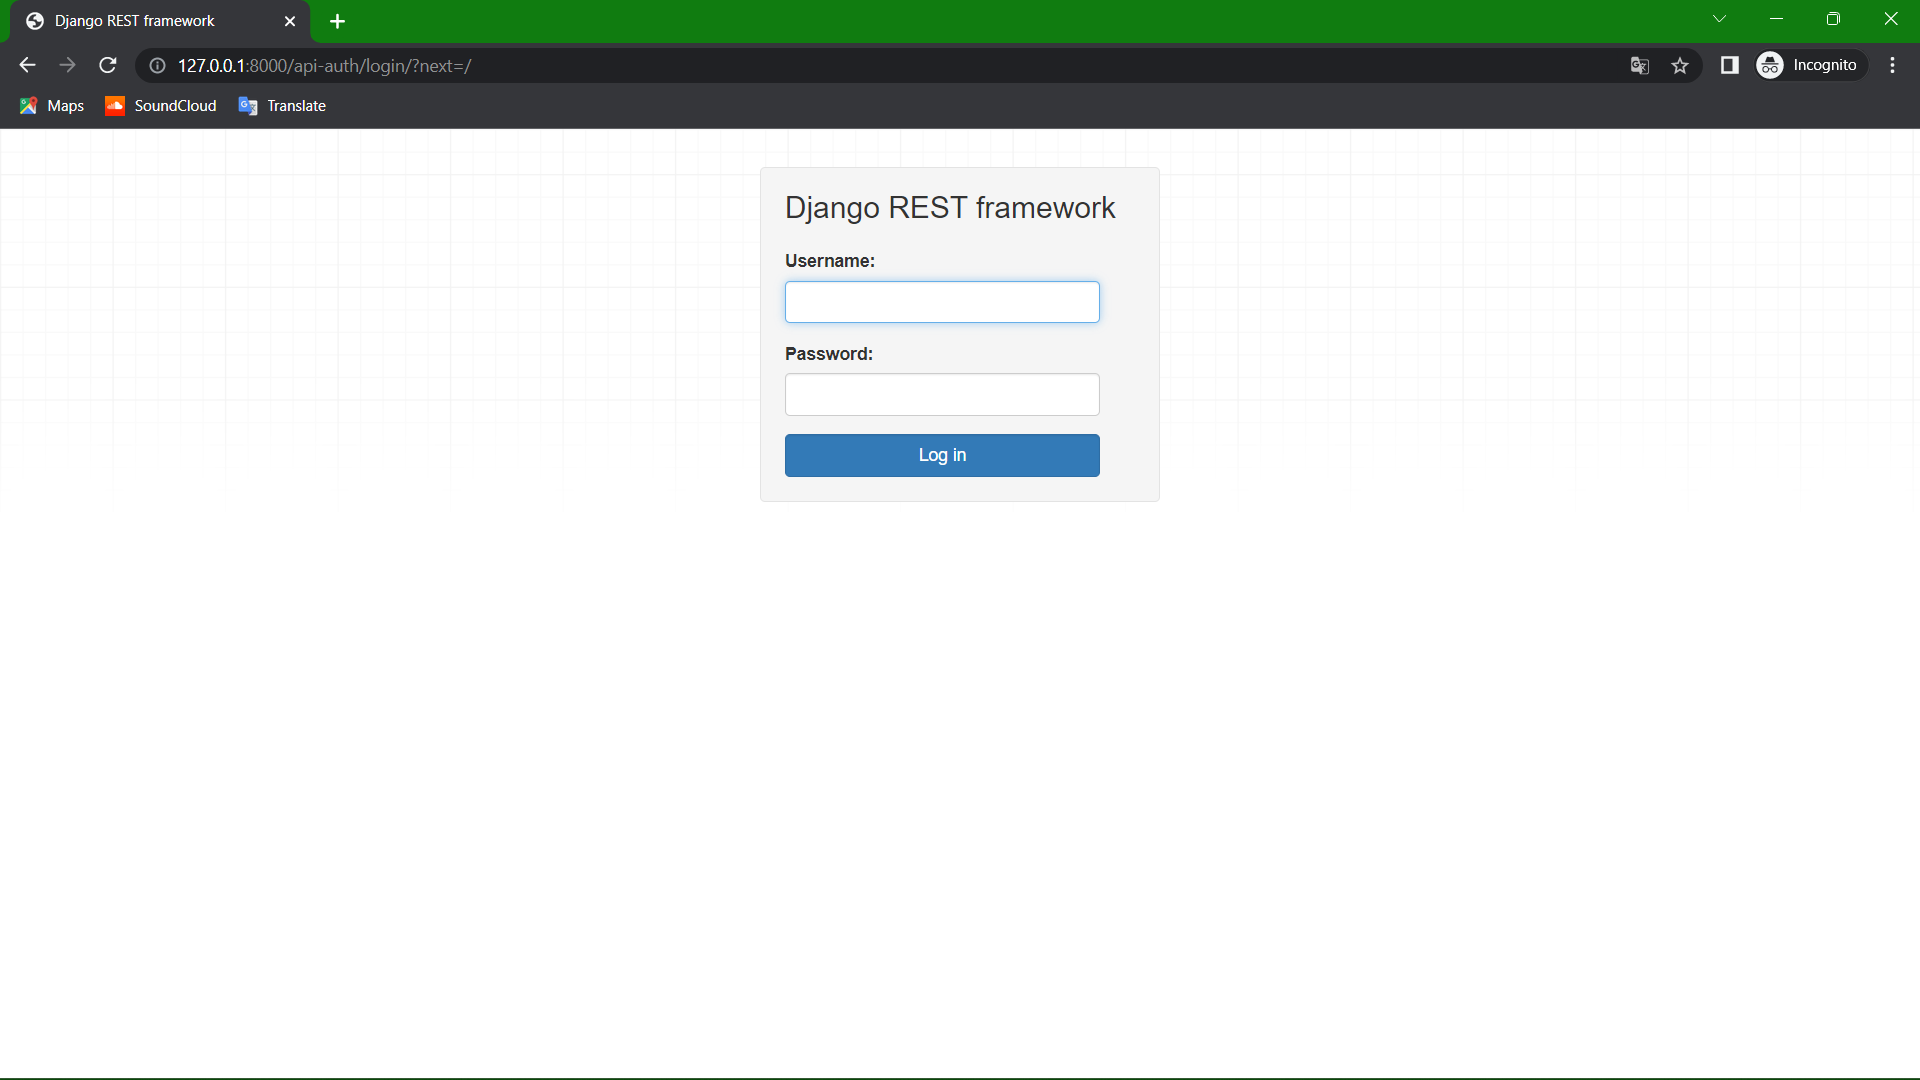 Django REST framework
127.0.0.1:8000/api-auth/login/?next=/
Incognito
Maps
SoundCloud
Translate
Django REST framework
Username:
Password:
Log in